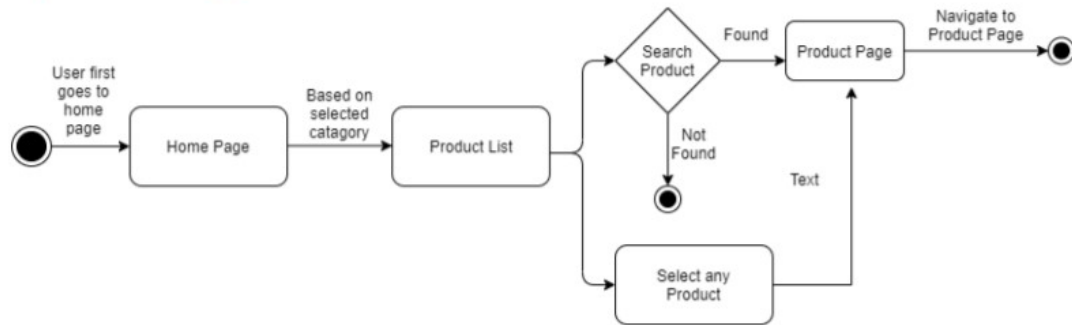 User first
goes to
home
page
Home Page
Based on
selected
catagory
Product List
Search
Product
Found
Not
Found
Product Page
Navigate to
Product Page
Text
Select any
Product